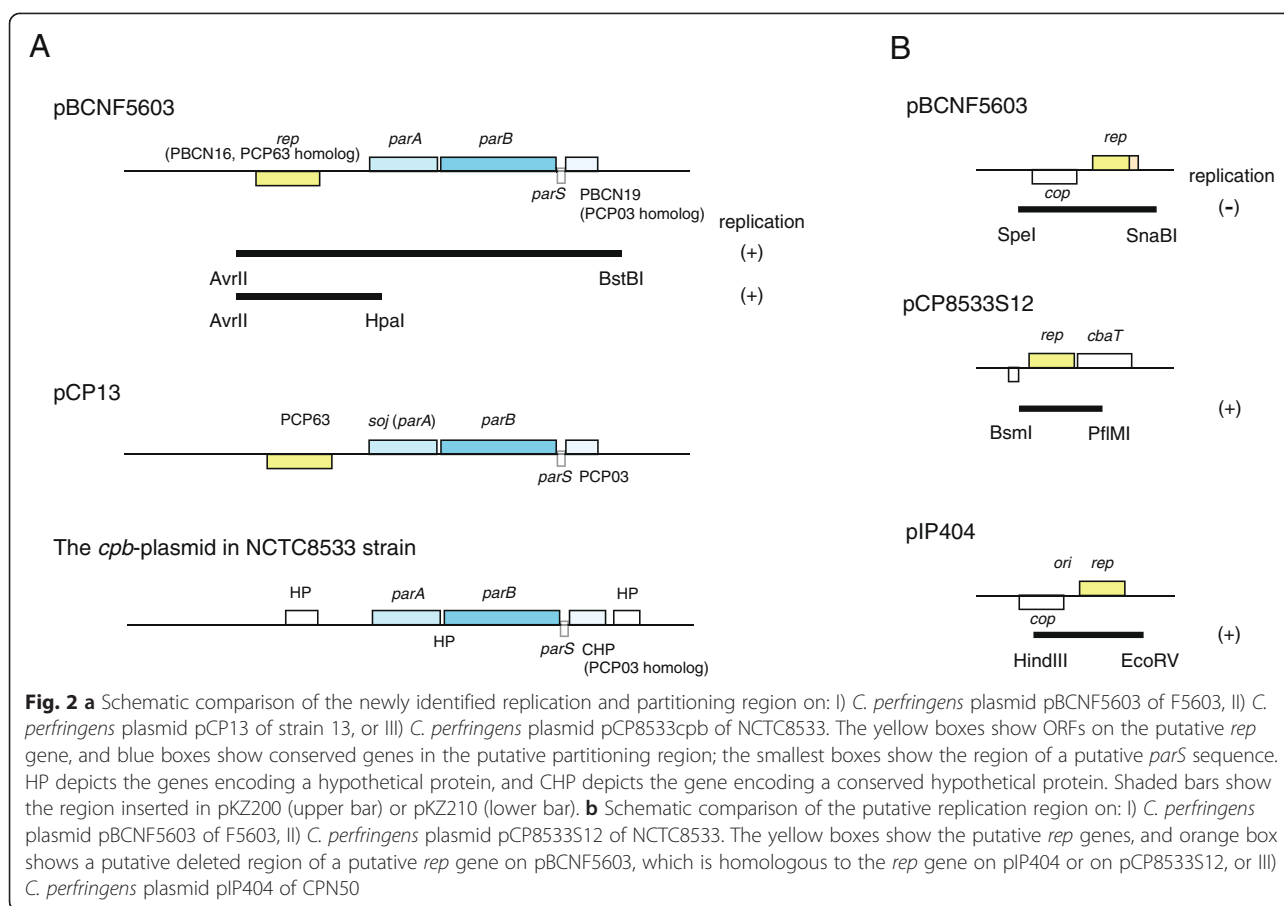 A
pBCNF5603
rep
(PBCN16, PCP63 homolog)
parA
parB
parS
PBCN19
(PCP03 homolog)
replication
(+)
AvrII
BstBI
(+)
AvrII
HpaI
pCP13
PCP63
soj (parA)
parB
parS
PCP03
The cpb-plasmid in NCTC8533 strain
HP
parA
parB
HP
HP
parS
CHP
(PCP03 homolog)
B
pBCNF5603
rep
cop
replication
(-)
SpeI
SnaBI
pCP8533S12
rep
cbaT
(+)
BsmI
PflMI
pIP404
ori
rep
cop
(+)
HindIII
EcoRV
Fig. 2 a Schematic comparison of the newly identified replication and partitioning region on: I) C. perfringens plasmid pBCNF5603 of F5603, II) C.
perfringens plasmid pCP13 of strain 13, or III) C. perfringens plasmid pCP8533cpb of NCTC8533. The yellow boxes show ORFs on the putative rep
gene, and blue boxes show conserved genes in the putative partitioning region; the smallest boxes show the region of a putative parS sequence.
HP depicts the genes encoding a hypothetical protein, and CHP depicts the gene encoding a conserved hypothetical protein. Shaded bars show
the region inserted in pKZ200 (upper bar) or pKZ210 (lower bar). b Schematic comparison of the putative replication region on: I) C. perfringens
plasmid pBCNF5603 of F5603, II) C. perfringens plasmid pCP8533S12 of NCTC8533. The yellow boxes show the putative rep genes, and orange box
shows a putative deleted region of a putative rep gene on pBCNF5603, which is homologous to the rep gene on pIP404 or on pCP8533S12, or III)
C. perfringens plasmid pIP404 of CPN50